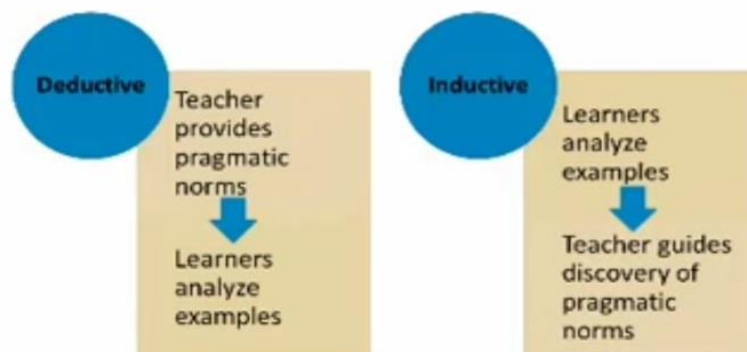 Deductive
Teacher
provides
pragmatic
norms
Learners
analyze
examples
Inductive
Learners
analyze
examples
Teacher guides
discovery of
pragmatic
norms